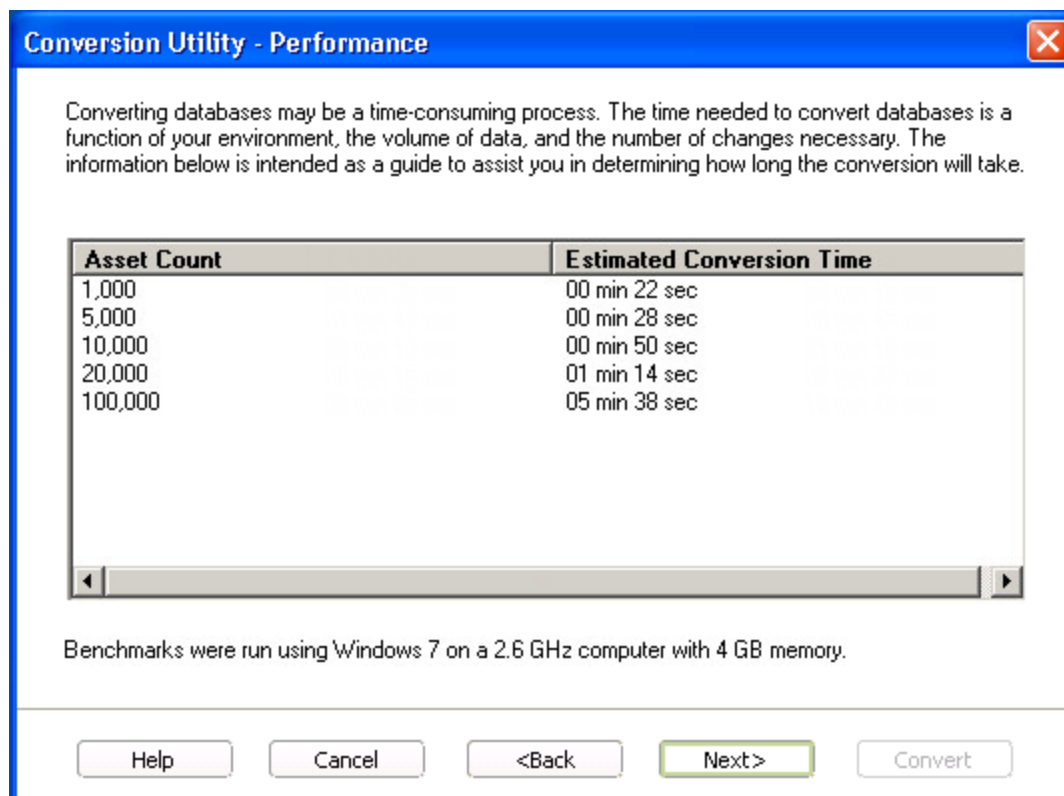 Conversion Utility - Performance
Converting databases may be a time-consuming process. The time needed to convert databases is a
function of your environment, the volume of data, and the number of changes necessary. The
information below is intended as a guide to assist you in determining how long the conversion will take.
Asset Count Estimated Conversion Time
1,000 00 min 22 sec
5,000 00 min 28 sec
10,000 00 min 50 sec
20,000 01 min 14 sec
100,000 05 min 38 sec
Benchmarks were run using Windows 7 on a 2.6 GHz computer with 4 GB memory.
Help Cancel <Back Next> Convert